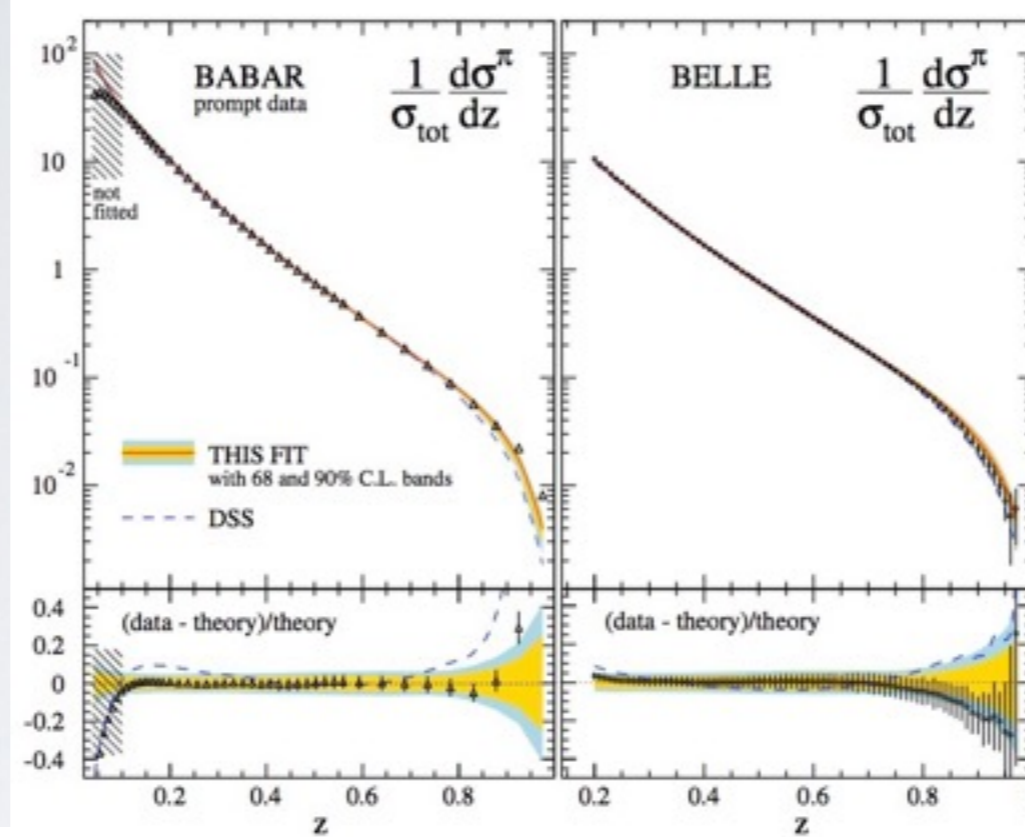 10²
10
1
10⁻¹
10⁻²
BABAR
prompt data
1/σ_tot dσ^π/dz
not
fitted
THIS FIT
with 68 and 90% C.L. bands
DSS
BELLE
1/σ_tot dσ^π/dz
(data - theory)/theory
0.4
0.2
0
-0.2
-0.4
0.2 0.4 0.6 0.8
z
(data - theory)/theory
0.2 0.4 0.6 0.8
z